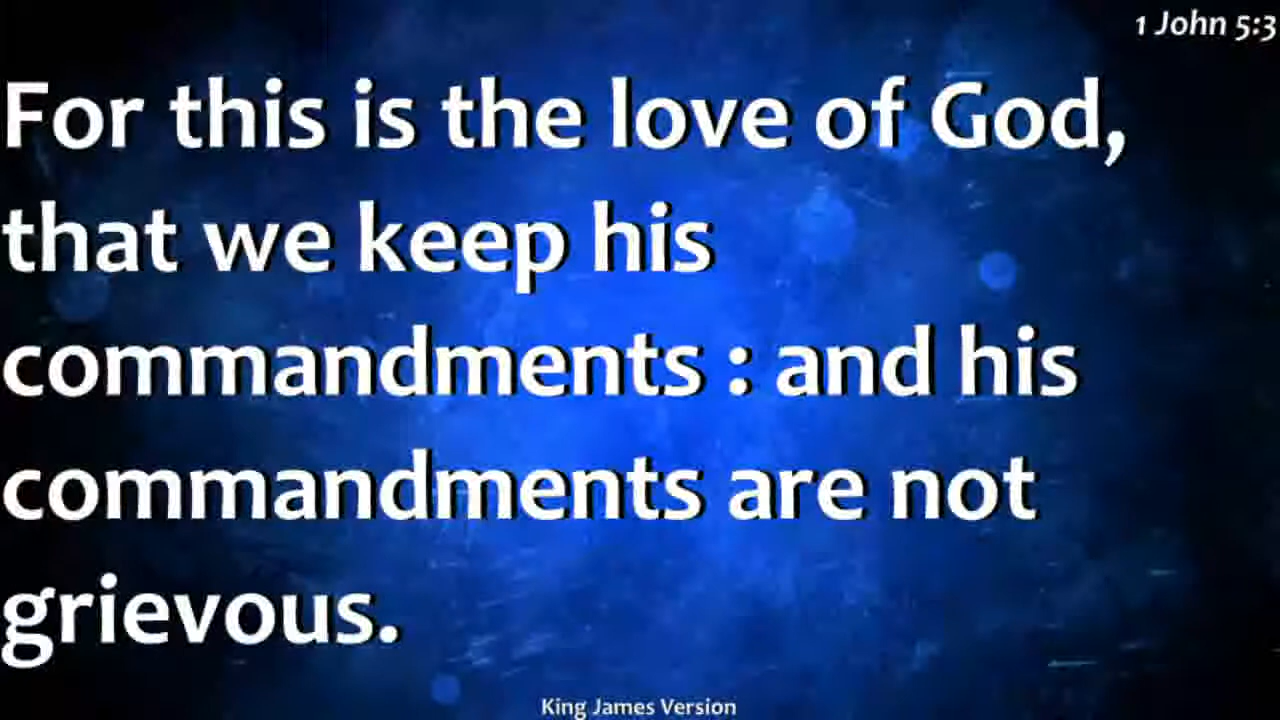 1 John 5:3
For this is the love of God,
that we keep his
commandments : and his
commandments are not
grievous.
King James Version